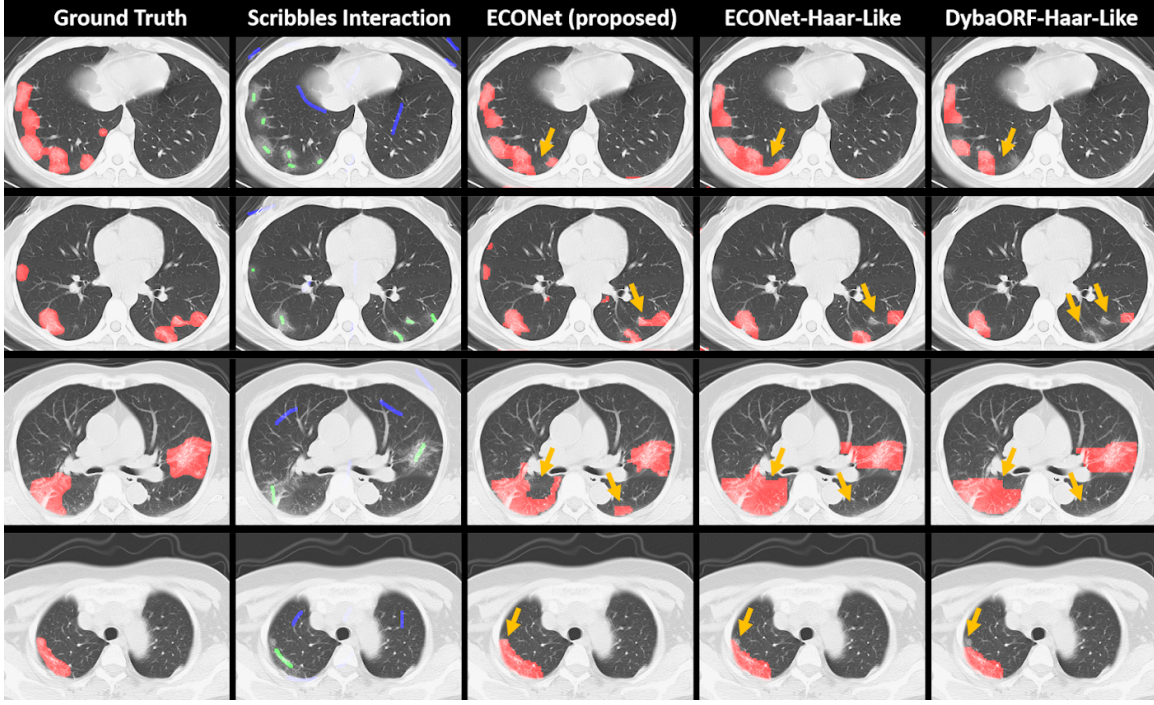 Ground Truth
Scribbles Interaction
ECONet (proposed)
ECONet-Haar-Like
DybaORF-Haar-Like